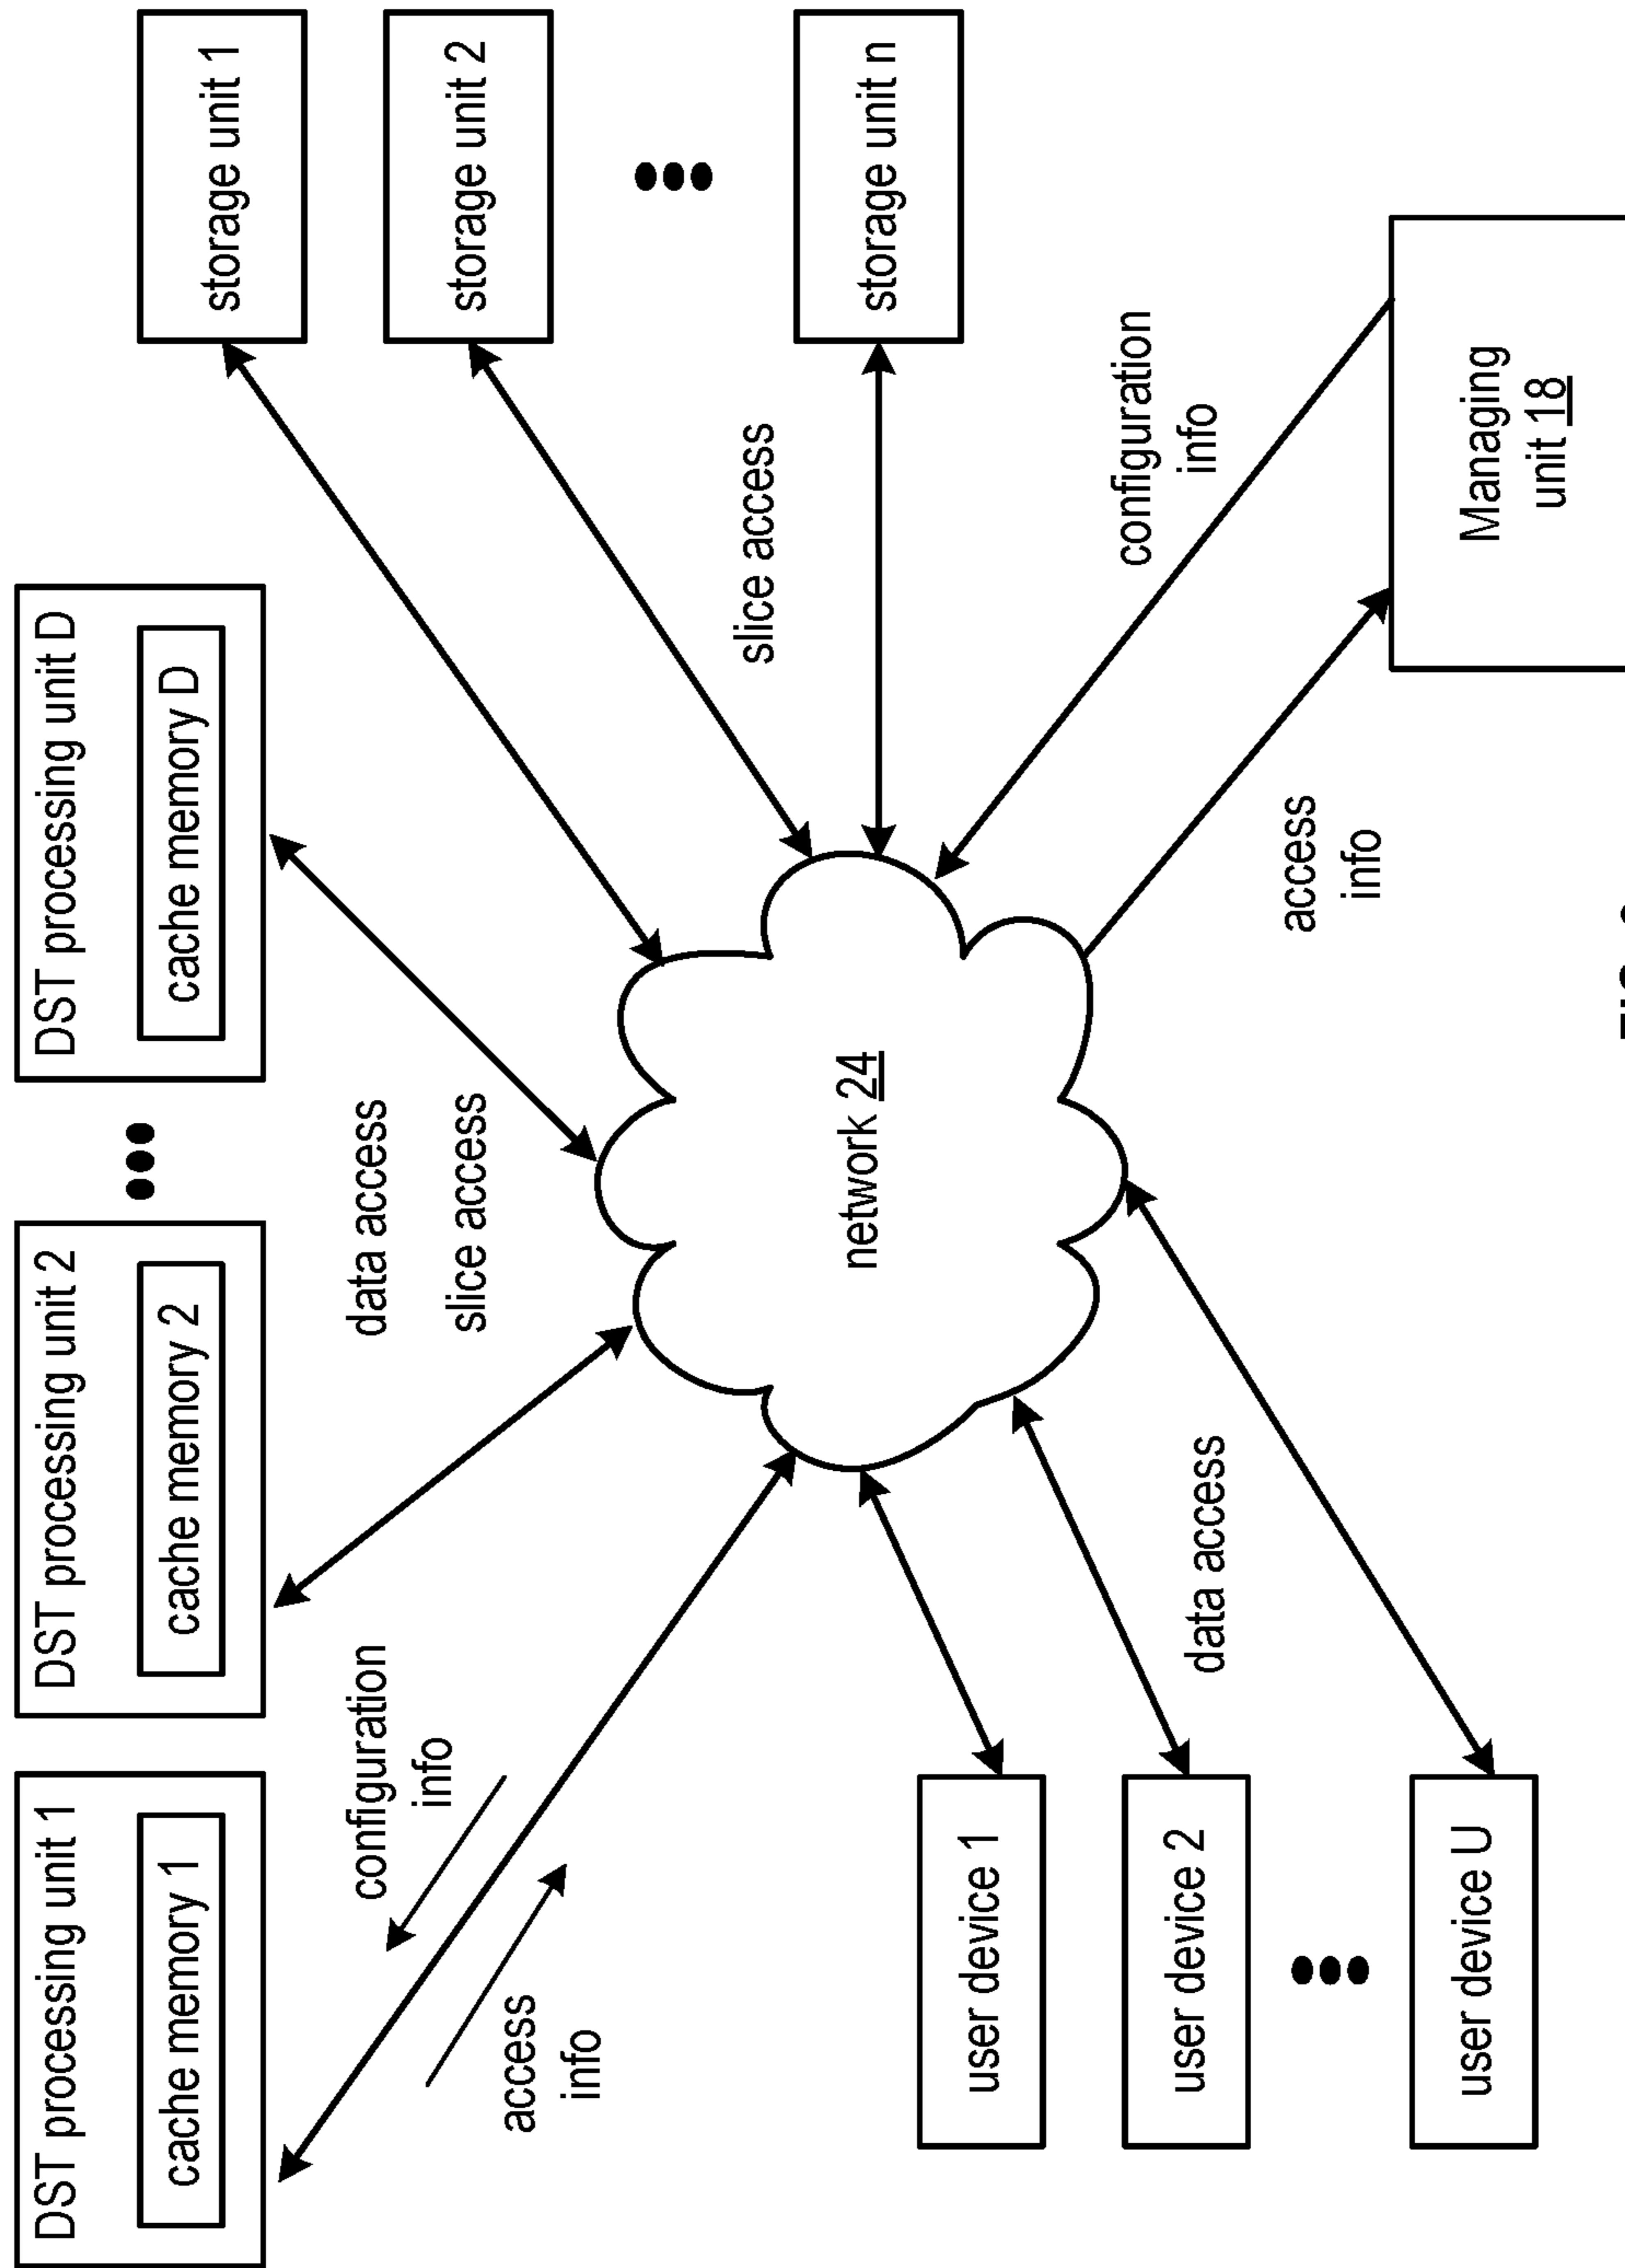 DST processing unit 1
cache memory 1
DST processing unit 2
cache memory 2
DST processing unit D
cache memory D
configuration
info
access
info
data access
slice access
storage unit 1
storage unit 2
storage unit n
slice access
network 24
user device 1
user device 2
user device U
data access
configuration
info
access
info
Managing
unit 18